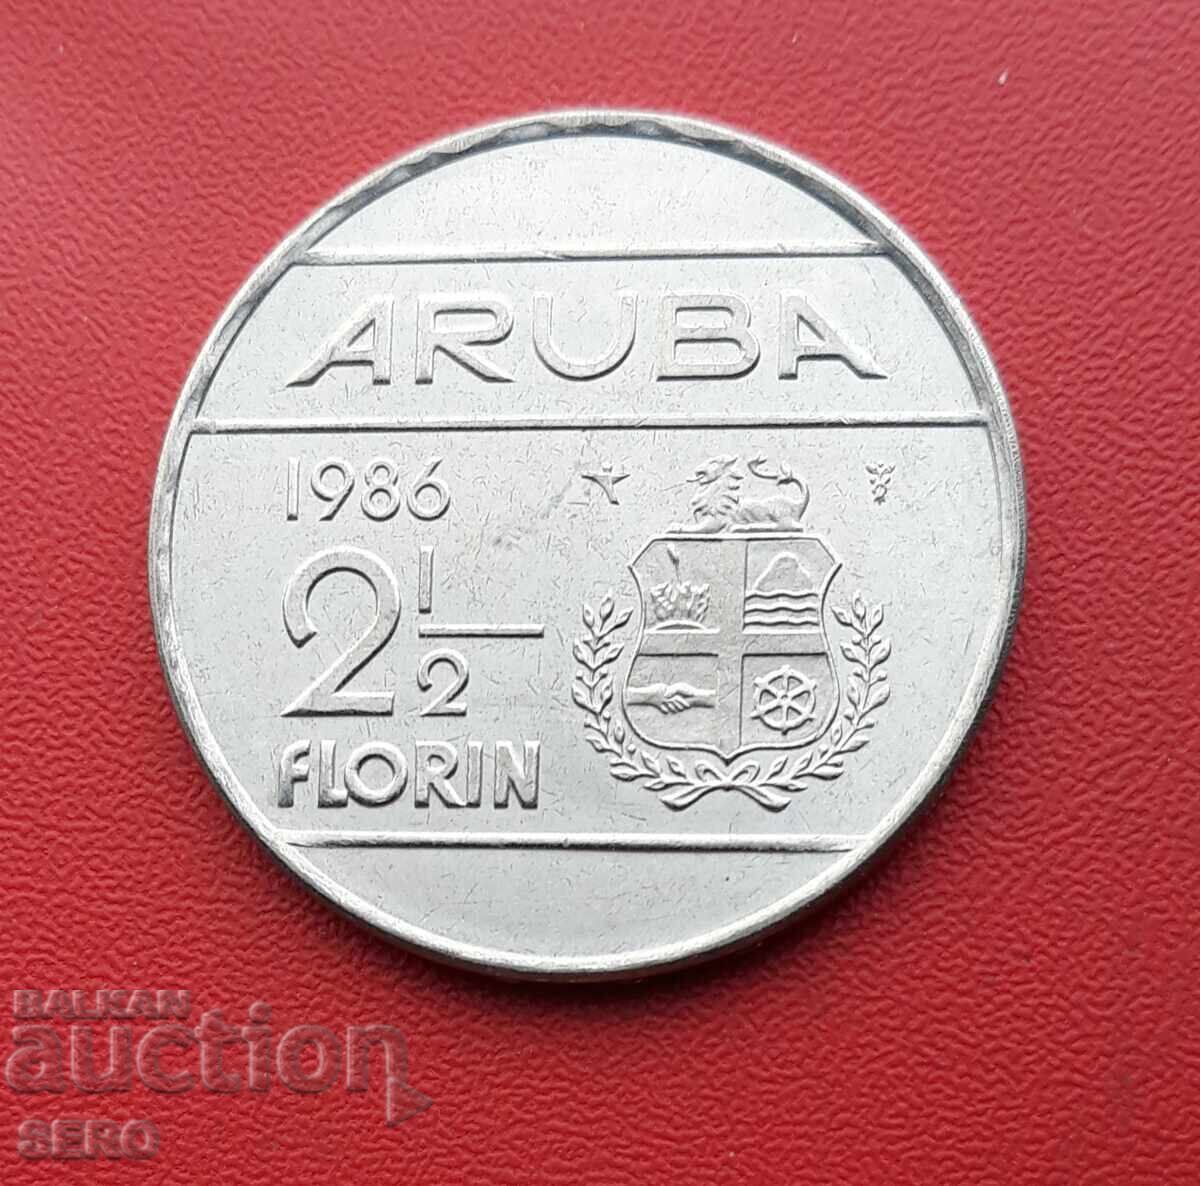 ARUBA
1986
2 1/2
FLORIN
BALKAN
auction
SERO